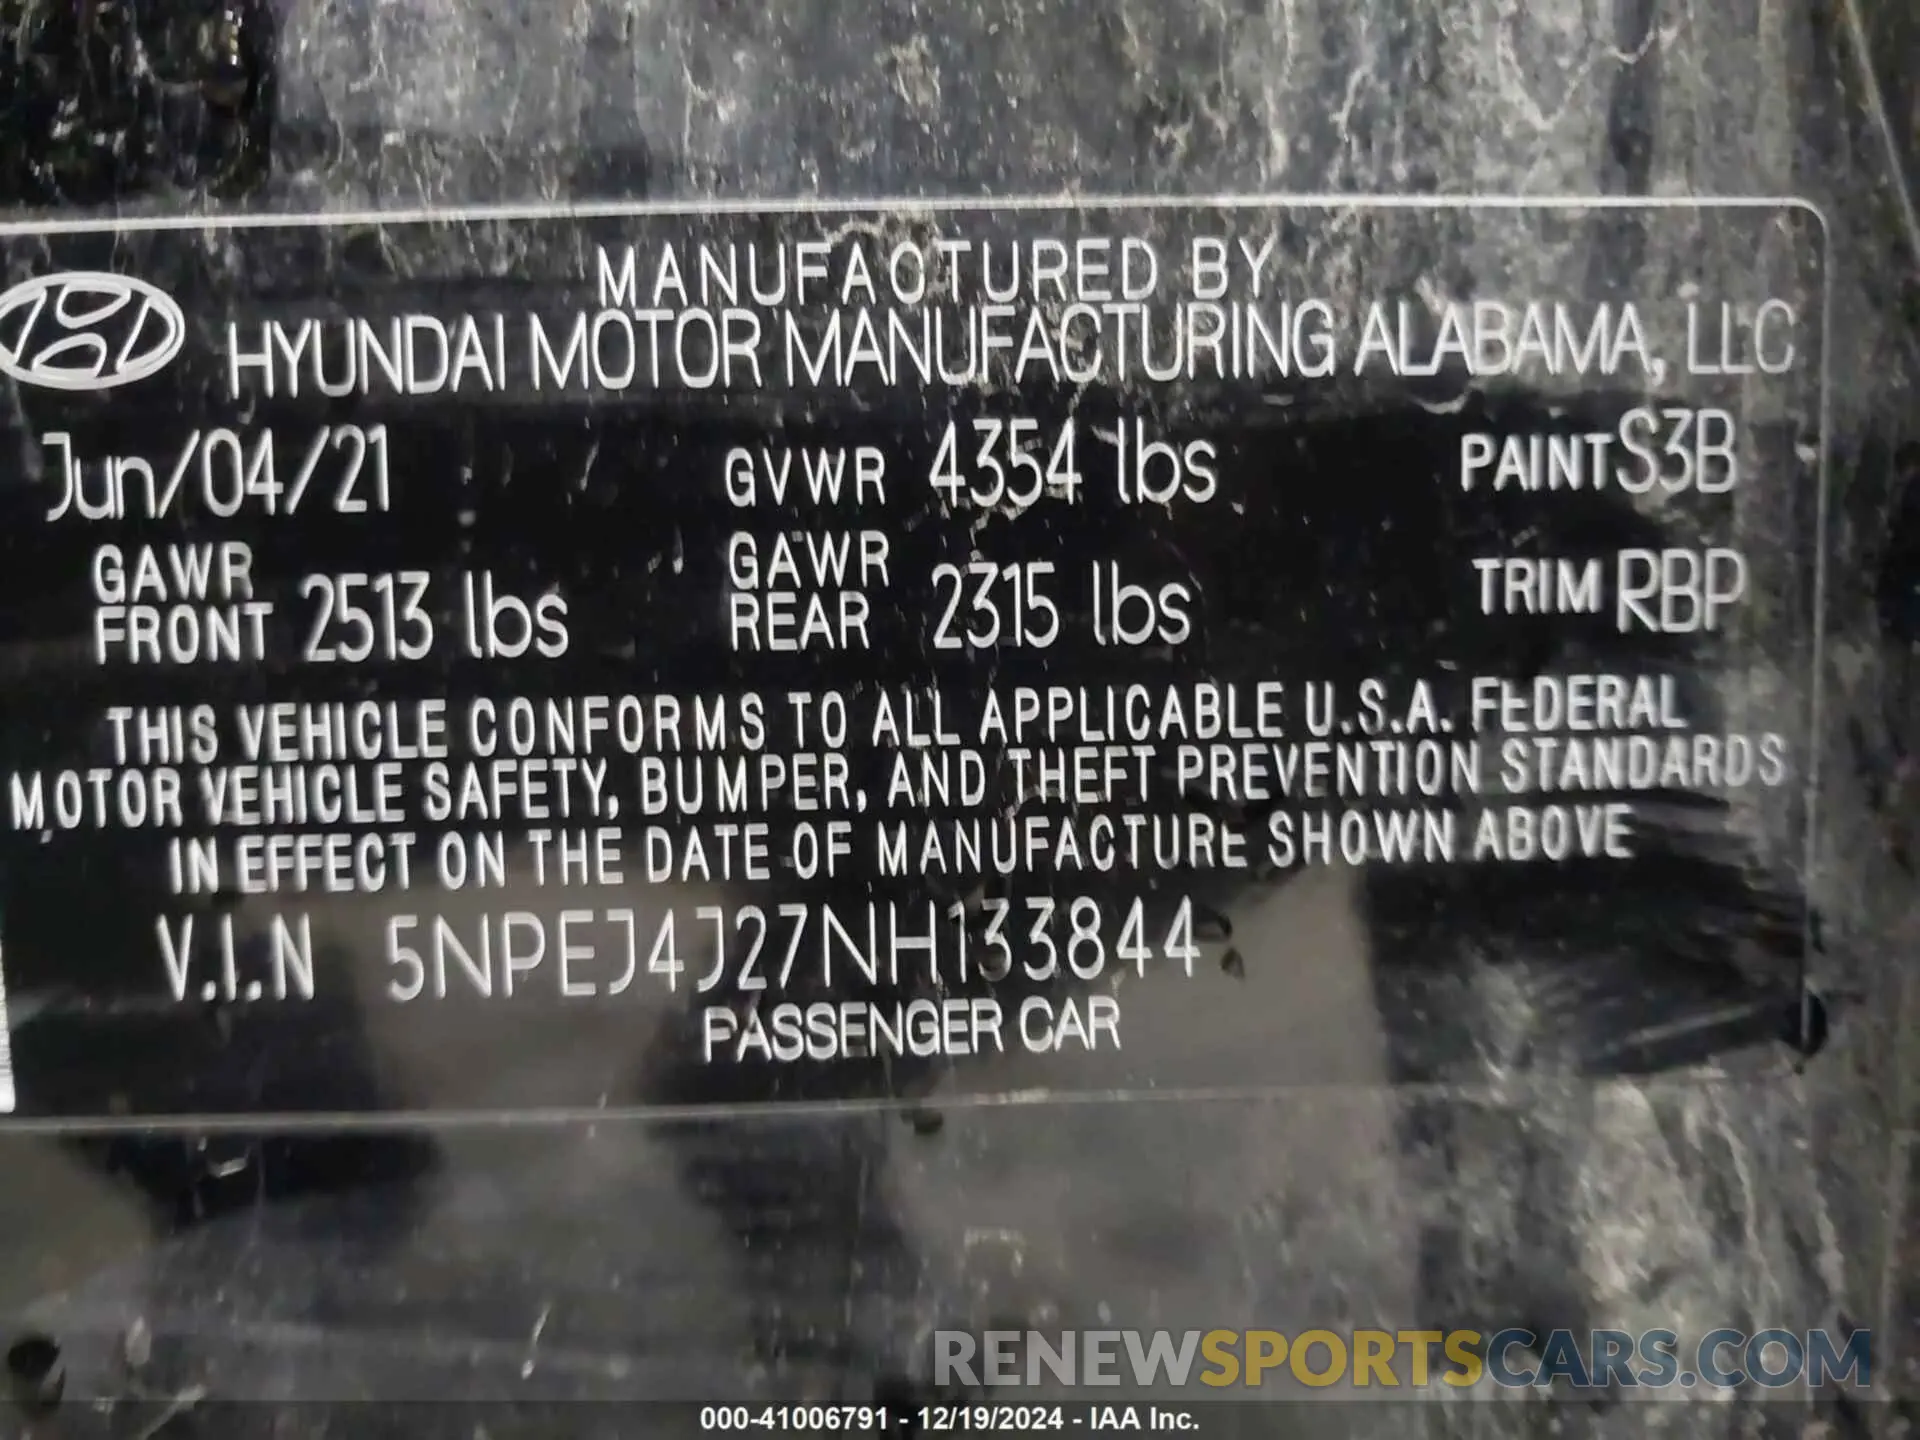 MANUFACTURED BY
HYUNDAI MOTOR MANUFACTURING ALABAMA, LLC
Jun/04/21 GVWR 4354 lbs PAINT S3B
GAWR FRONT 2513 lbs GAWR REAR 2315 lbs TRIM RBP
THIS VEHICLE CONFORMS TO ALL APPLICABLE U.S.A. FEDERAL
MOTOR VEHICLE SAFETY, BUMPER, AND THEFT PREVENTION STANDARDS
IN EFFECT ON THE DATE OF MANUFACTURE SHOWN ABOVE
V.I.N 5NPEJ4J27NH133844
PASSENGER CAR
RENEWSPORTSCARS.COM
000-41006791 - 12/19/2024 - IAA Inc.